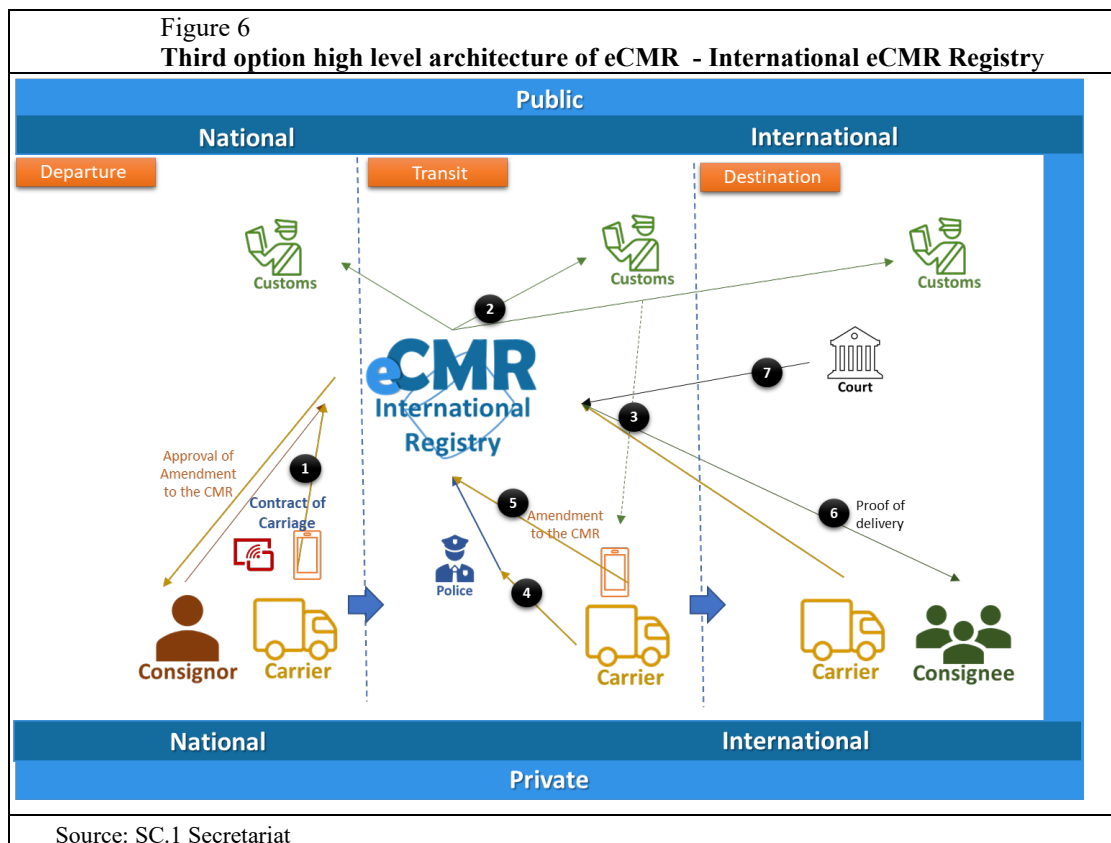 Figure 6
Third option high level architecture of eCMR - International eCMR Registry
Public
National International
Departure Transit Destination
Customs Customs Customs
2
eCMR
International
Registry
7
Court
3
Approval of
Amendment
to the CMR
1
Contract of
Carriage
5
Amendment
to the CMR
6
Proof of
delivery
Police
4
Consignor Carrier Carrier Carrier Consignee
National International
Private
Source: SC.1 Secretariat